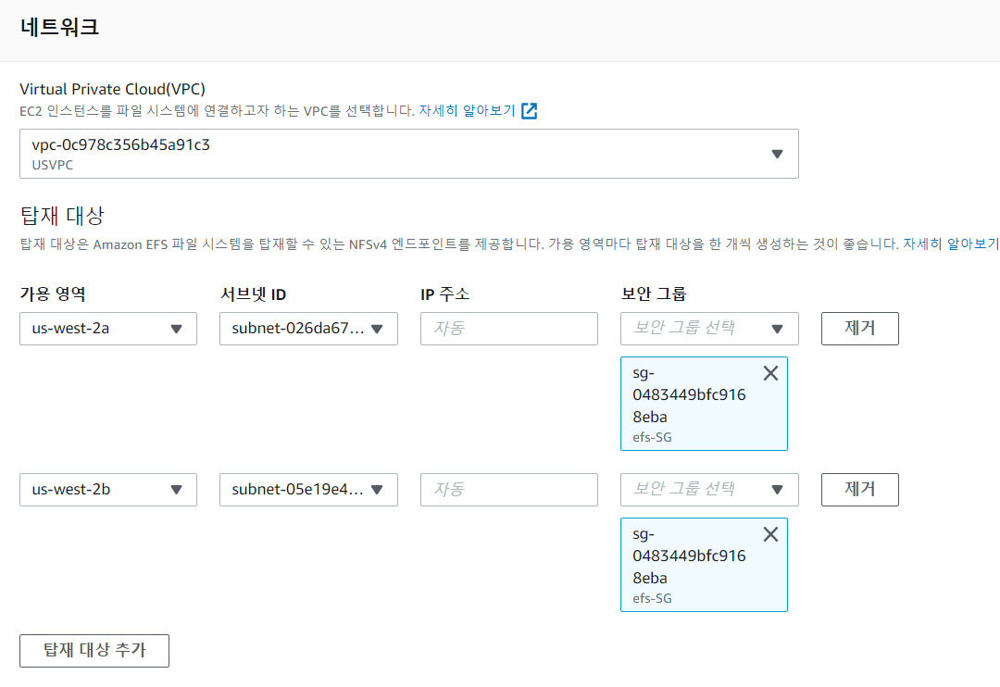 네트워크
Virtual Private Cloud(VPC)
EC2 인스턴스를 파일 시스템에 연결하고자 하는 VPC를 선택합니다. 자세히 알아보기
vpc-0c978c356b45a91c3
USVPC
탑재 대상
탑재 대상은 Amazon EFS 파일 시스템을 탑재할 수 있는 NFSv4 엔드포인트를 제공합니다. 가용 영역마다 탑재 대상을 한 개씩 생성하는 것이 좋습니다. 자세히 알아보기
가용 영역 서브넷 ID IP 주소 보안 그룹
us-west-2a subnet-026da67... 자동 보안 그룹 선택 제거
sg-
0483449bfc916
8eba
efs-SG
us-west-2b subnet-05e19e4... 자동 보안 그룹 선택 제거
sg-
0483449bfc916
8eba
efs-SG
탑재 대상 추가